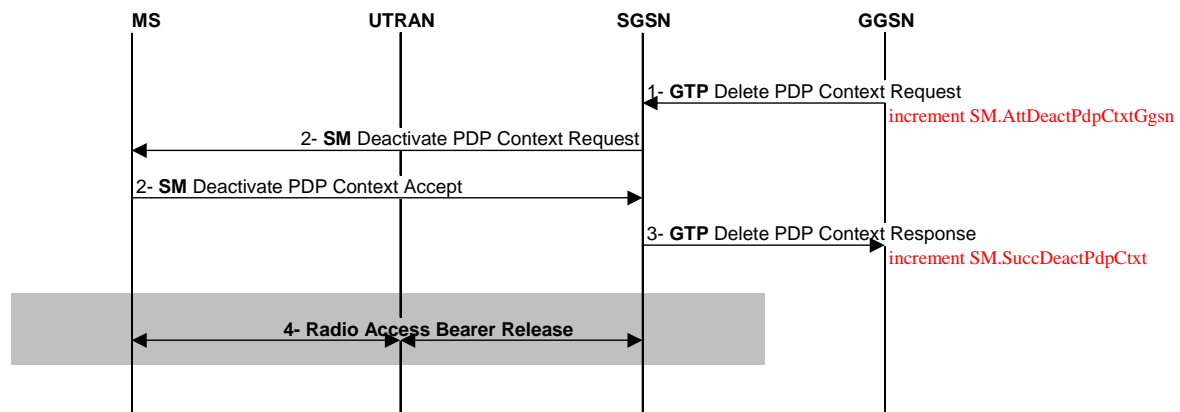 MS UTRAN SGSN GGSN
1- GTP Delete PDP Context Request
increment SM.AttDeactPdpCtxtGgsn
2- SM Deactivate PDP Context Request
2- SM Deactivate PDP Context Accept
3- GTP Delete PDP Context Response
increment SM.SuccDeactPdpCtxt
4- Radio Access Bearer Release